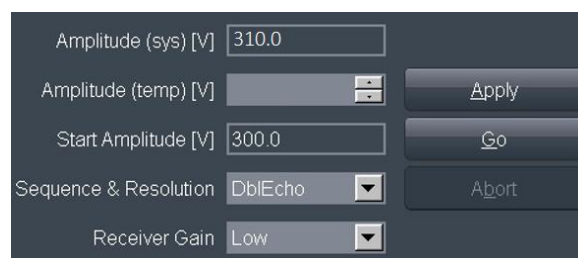 Amplitude (sys) [V] 310.0
Amplitude (temp) [V] Apply
Start Amplitude [V] 300.0 Go
Sequence & Resolution DblEcho Abort
Receiver Gain Low